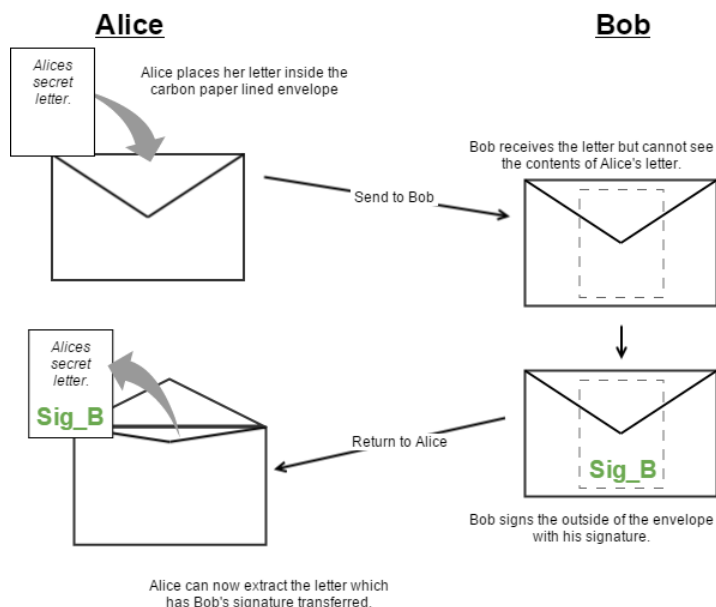 Alice
Bob
Alices
secret
letter.
Alice places her letter inside the
carbon paper lined envelope
Bob receives the letter but cannot see
the contents of Alice's letter.
Send to Bob
Alices
secret
letter.
Sig_B
Return to Alice
Sig_B
Bob signs the outside of the envelope
with his signature.
Alice can now extract the letter which
has Bob's signature transferred.